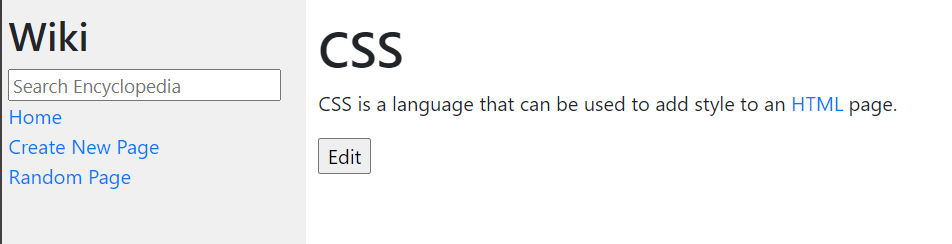 Wiki
Search Encyclopedia
Home
Create New Page
Random Page
CSS
CSS is a language that can be used to add style to an HTML page.
Edit